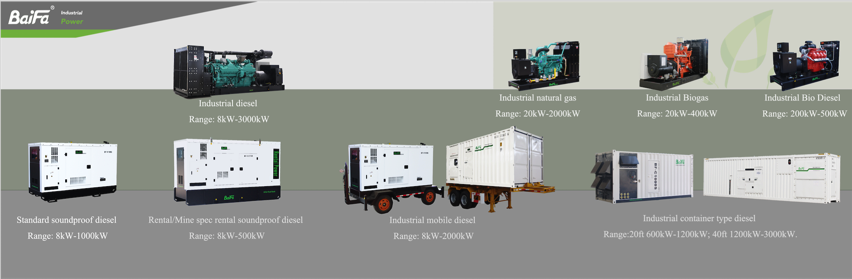 BaiFa®
Industrial
Power
Industrial diesel
Range: 8kW-3000kW
Industrial natural gas
Range: 20kW-2000kW
Industrial Biogas
Range: 20kW-400kW
Industrial Bio Diesel
Range: 200kW-500kW
Standard soundproof diesel
Range: 8kW-1000kW
Rental/Mine spec rental soundproof diesel
Range: 8kW-500kW
Industrial mobile diesel
Range: 8kW-2000kW
Industrial container type diesel
Range:20ft 600kW-1200kW; 40ft 1200kW-3000kW.
BaiFa